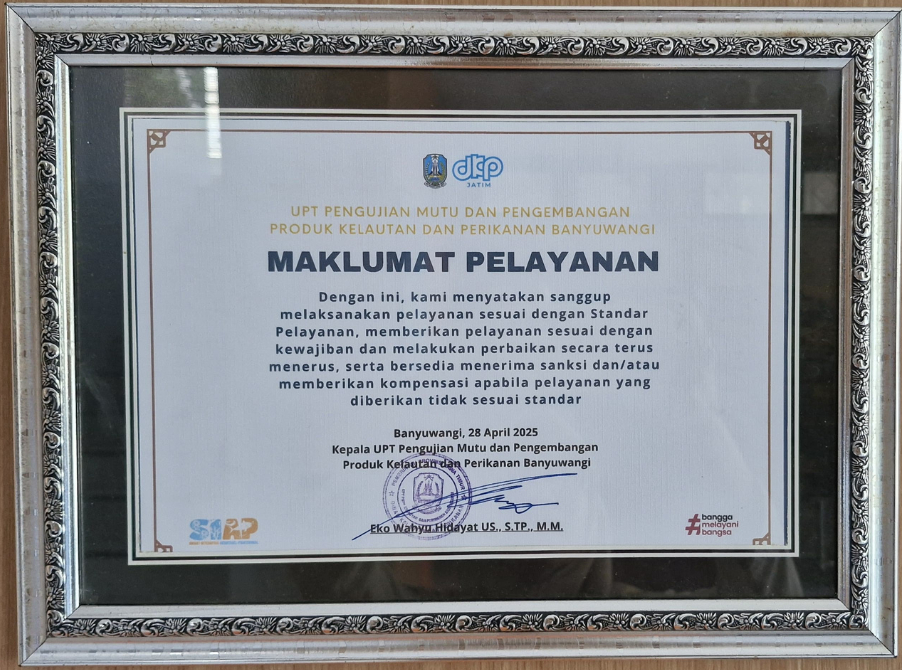 dkp
JATIM
UPT PENGUJIAN MUTU DAN PENGEMBANGAN
PRODUK KELAUTAN DAN PERIKANAN BANYUWANGI
MAKLUMAT PELAYANAN
Dengan ini, kami menyatakan sanggup
melaksanakan pelayanan sesuai dengan Standar
Pelayanan, memberikan pelayanan sesuai dengan
kewajiban dan melakukan perbaikan secara terus
menerus, serta bersedia menerima sanksi dan/atau
memberikan kompensasi apabila pelayanan yang
diberikan tidak sesuai standar
Banyuwangi, 28 April 2025
Kepala UPT Pengujian Mutu dan Pengembangan
Produk Kelautan dan Perikanan Banyuwangi
Eko Wahyu Hidayat US., S.TP., M.M.
SIAP
#bangga
melayani
bangsa